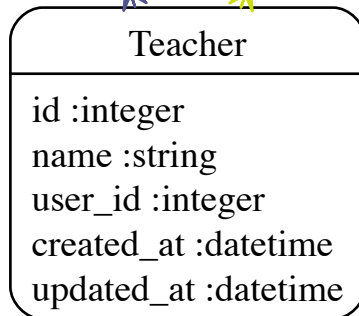 Teacher
id :integer
name :string
user_id :integer
created_at :datetime
updated_at :datetime